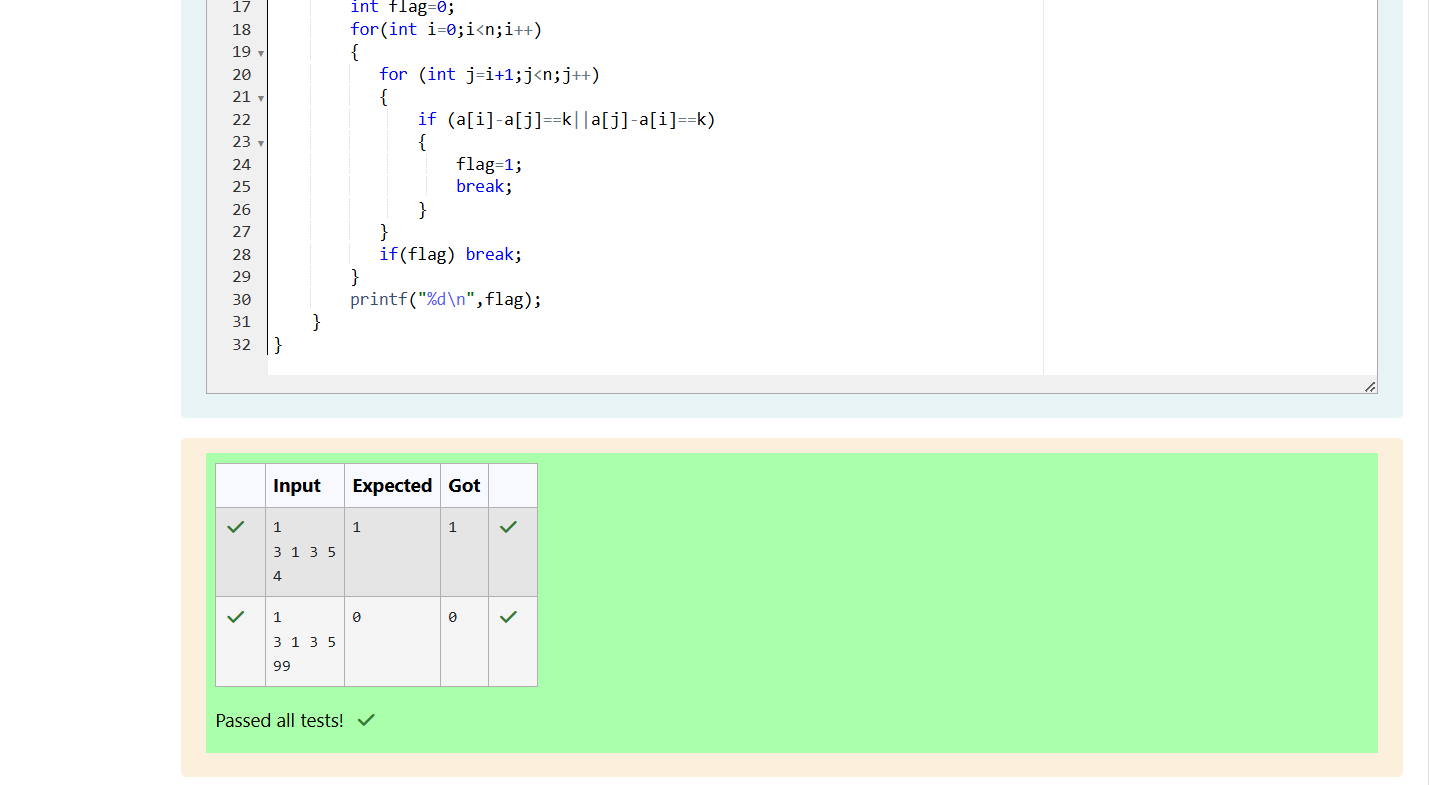 17 int flag=0;
18 for(int i=0;i<n;i++)
19 {
20 for (int j=i+1;j<n;j++)
21 {
22 if (a[i]-a[j]==k||a[j]-a[i]==k)
23 {
24 flag=1;
25 break;
26 }
27 }
28 if(flag) break;
29 }
30 printf("%d\n",flag);
31 }
32 }
Input Expected Got
1 1 1
3 1 3 5
4
1 0 0
3 1 3 5
99
Passed all tests!